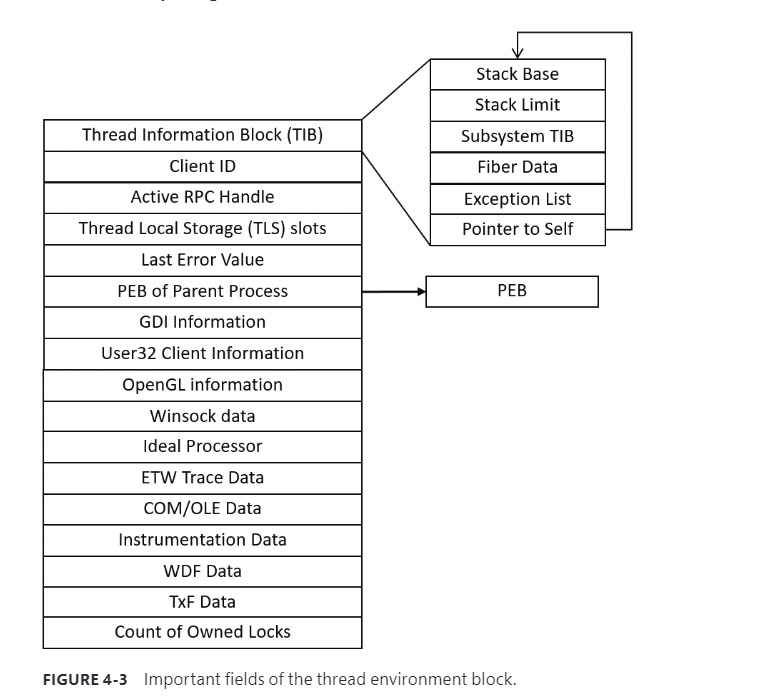 Thread Information Block (TIB)
Client ID
Active RPC Handle
Thread Local Storage (TLS) slots
Last Error Value
PEB of Parent Process
GDI Information
User32 Client Information
OpenGL information
Winsock data
Ideal Processor
ETW Trace Data
COM/OLE Data
Instrumentation Data
WDF Data
TxF Data
Count of Owned Locks
Stack Base
Stack Limit
Subsystem TIB
Fiber Data
Exception List
Pointer to Self
PEB
FIGURE 4-3 Important fields of the thread environment block.